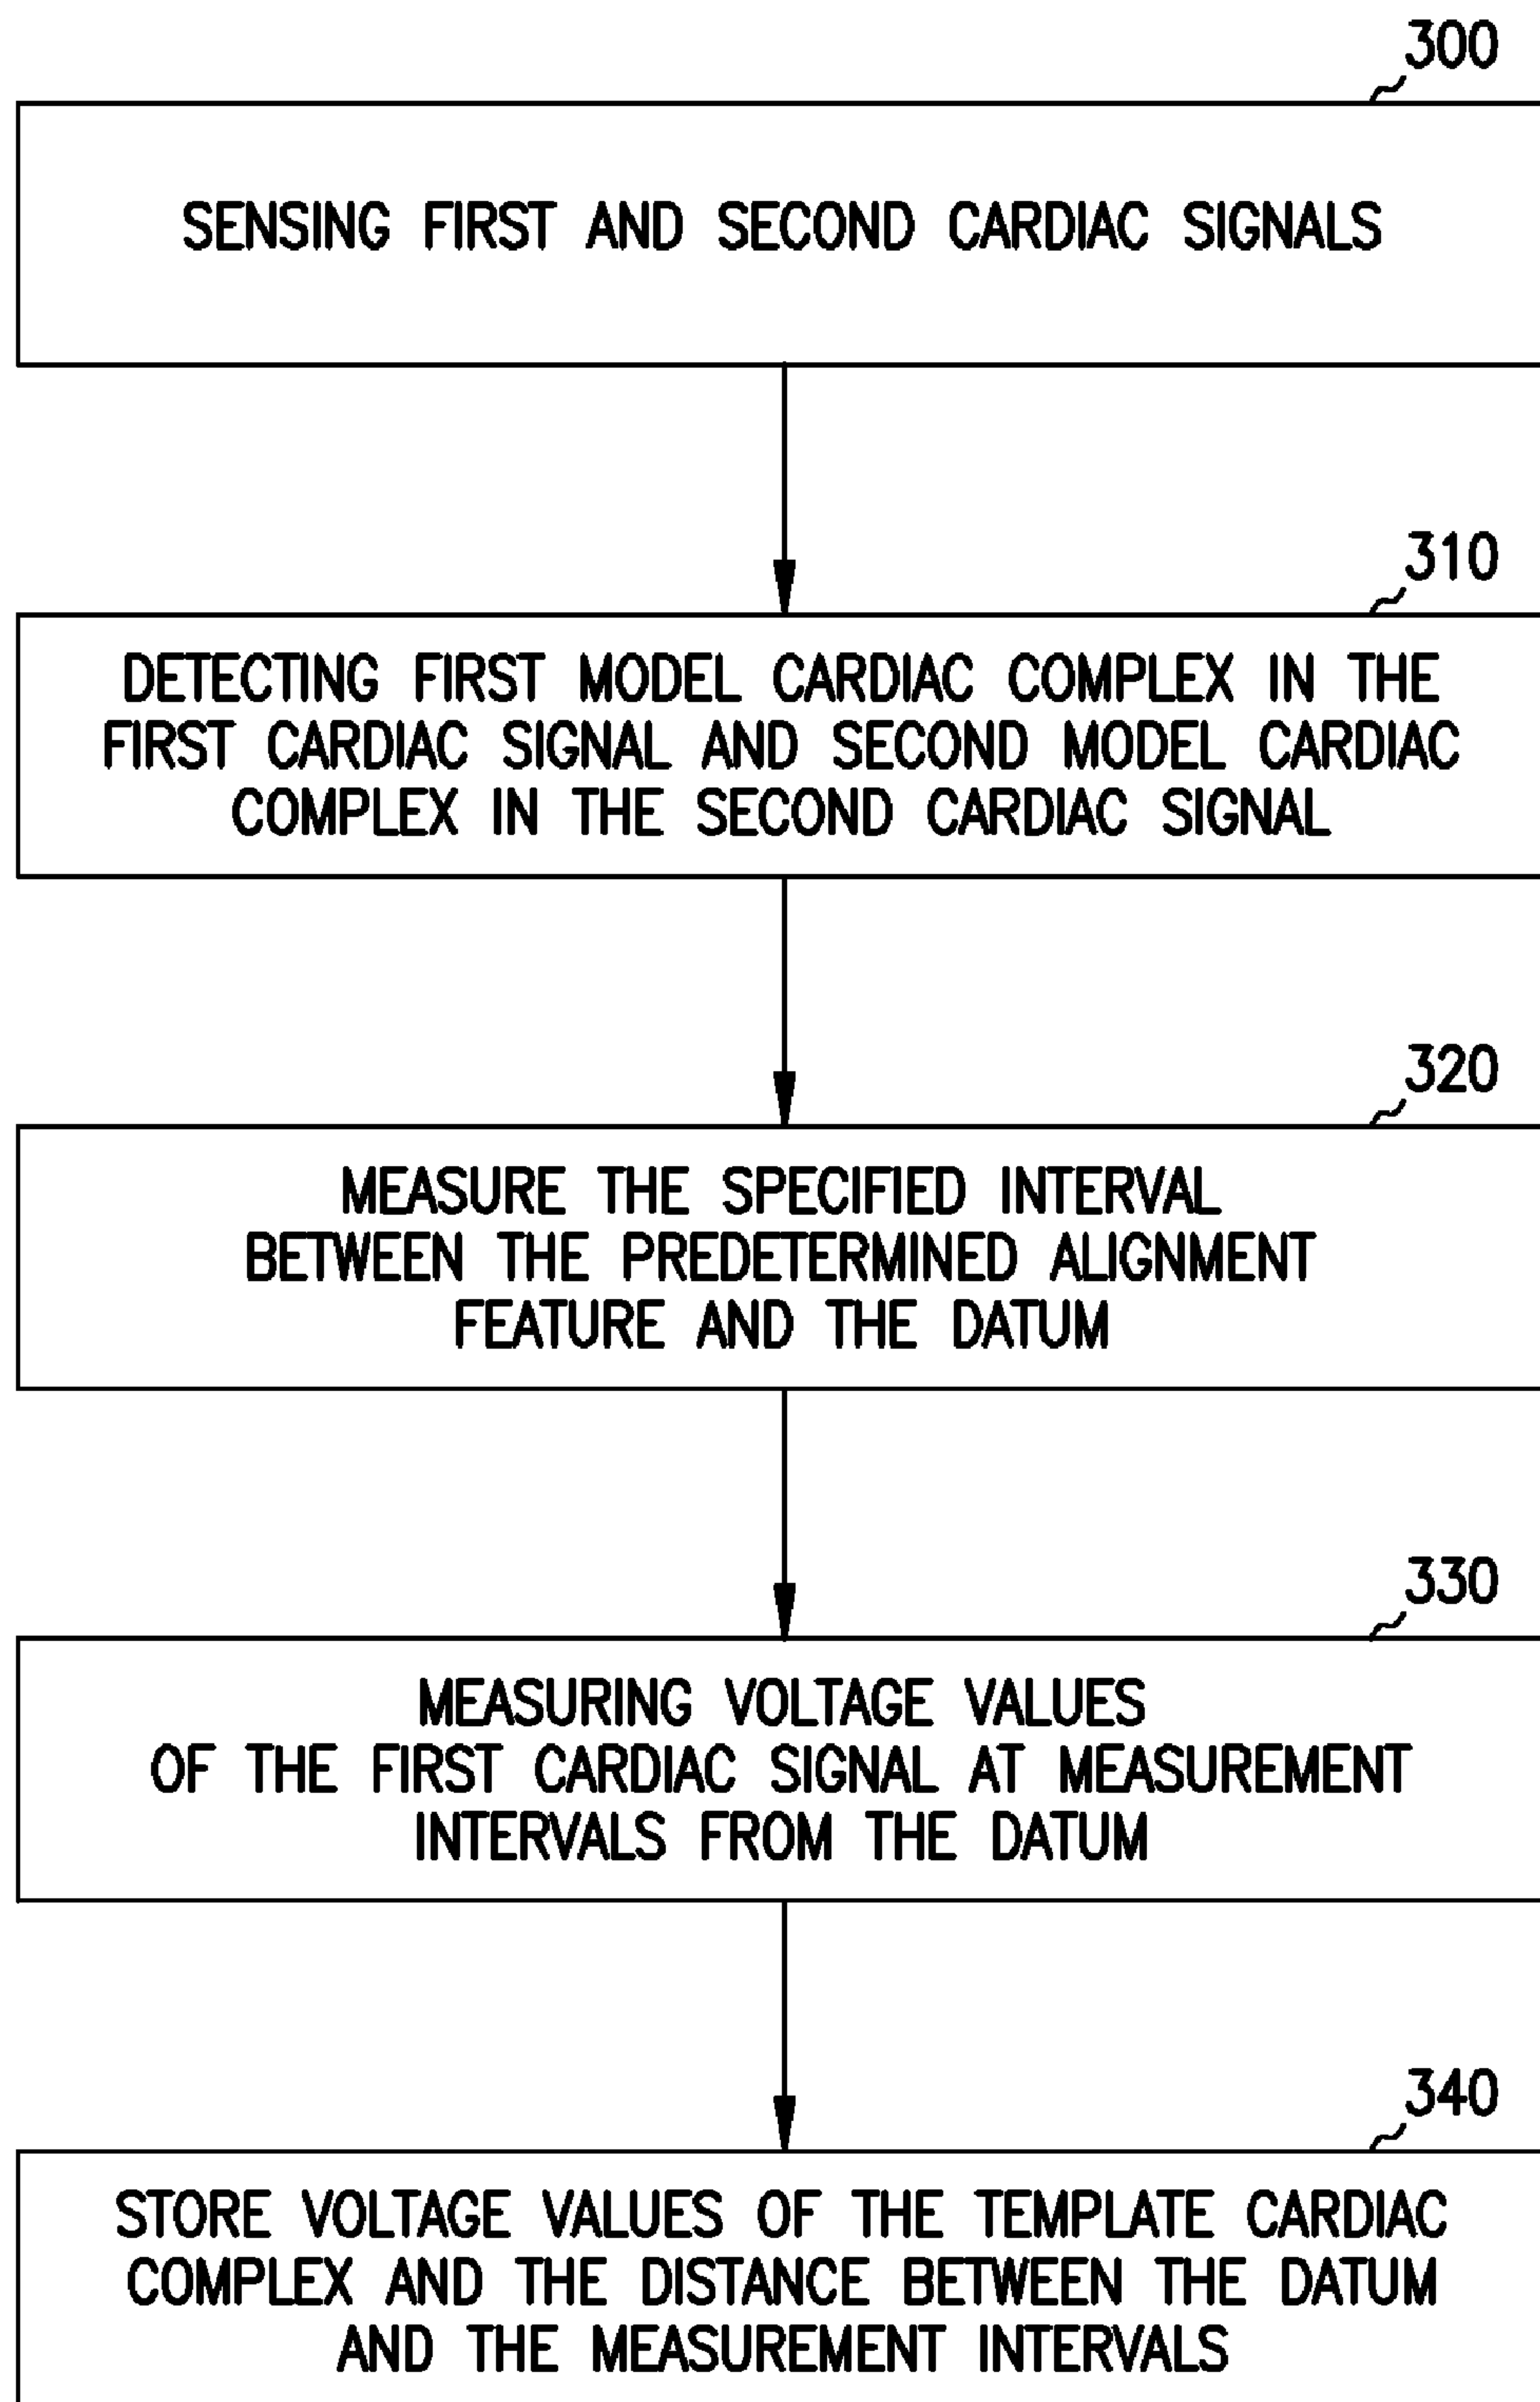 300
SENSING FIRST AND SECOND CARDIAC SIGNALS
310
DETECTING FIRST MODEL CARDIAC COMPLEX IN THE
FIRST CARDIAC SIGNAL AND SECOND MODEL CARDIAC
COMPLEX IN THE SECOND CARDIAC SIGNAL
320
MEASURE THE SPECIFIED INTERVAL
BETWEEN THE PREDETERMINED ALIGNMENT
FEATURE AND THE DATUM
330
MEASURING VOLTAGE VALUES
OF THE FIRST CARDIAC SIGNAL AT MEASUREMENT
INTERVALS FROM THE DATUM
340
STORE VOLTAGE VALUES OF THE TEMPLATE CARDIAC
COMPLEX AND THE DISTANCE BETWEEN THE DATUM
AND THE MEASUREMENT INTERVALS